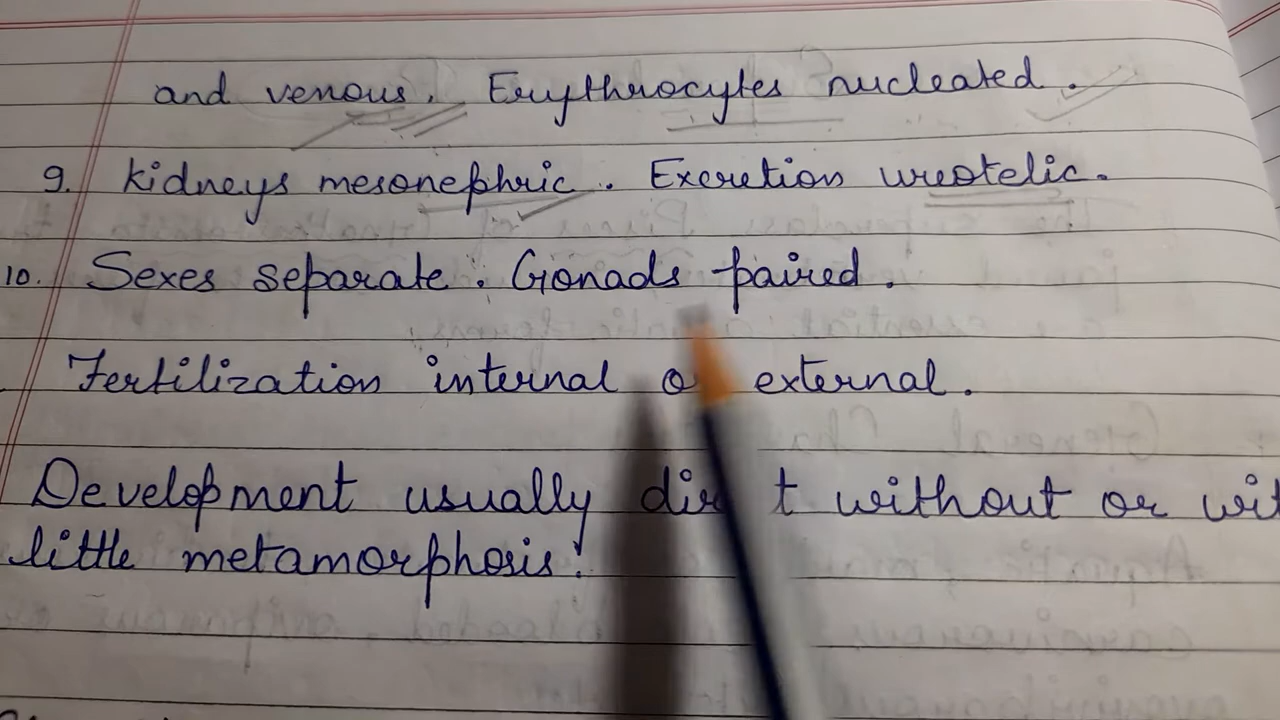 and venous. Erythrocytes nucleated.
9. Kidneys mesonephric. Excretion ureotelic.
10. Sexes separate. Gonads paired.
Fertilization internal external.
Development usually without or
little metamorphosis.